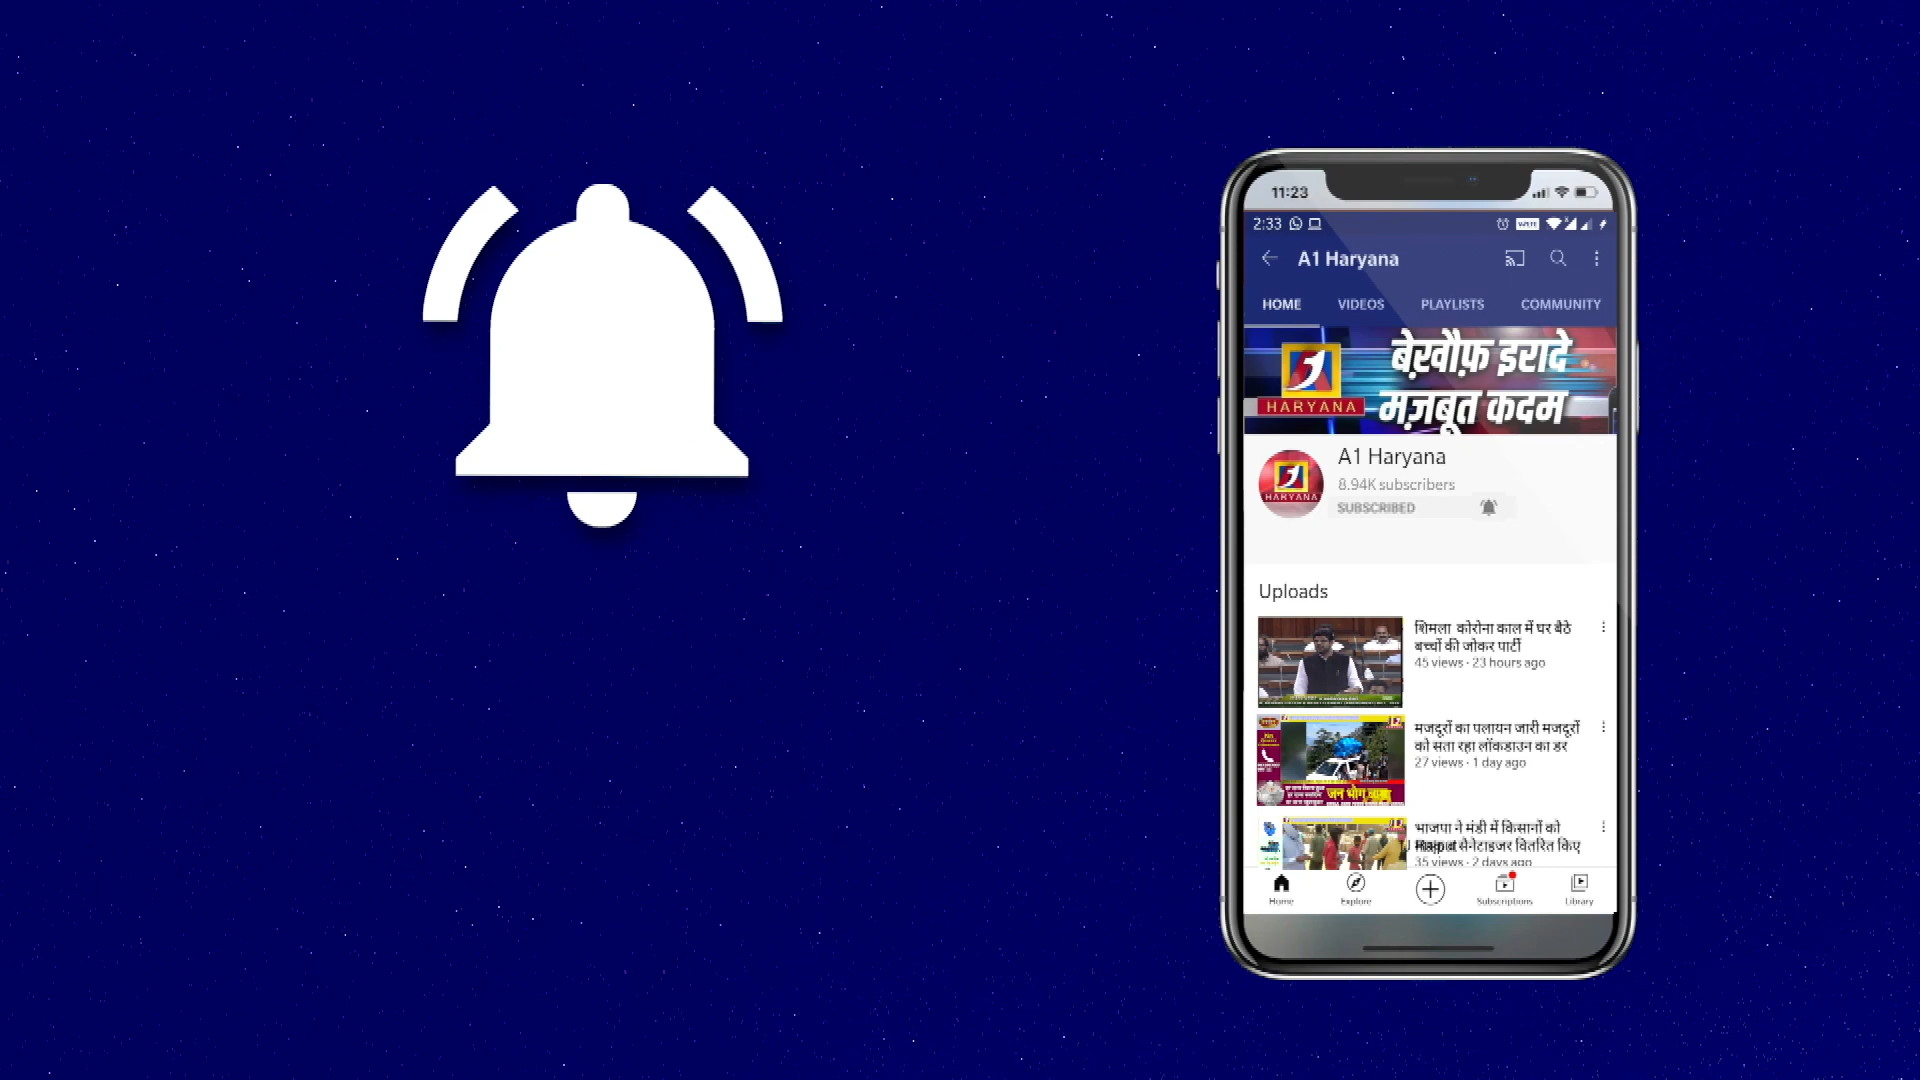 11:23
2:33
A1 Haryana
HOME VIDEOS PLAYLISTS COMMUNITY
बेख़ौफ़ इरादे
मज़बूत कदम
HARYANA
A1 Haryana
8.94K subscribers
SUBSCRIBED
HARYANA
Uploads
शिमला कोरोना काल में घर बैठे
बच्चों की जोकर पार्टी
45 views · 23 hours ago
मजदूरों का पलायन जारी मजदूरों
को सता रहा लॉकडाउन का डर
27 views · 1 day ago
भाजपा ने मंडी में किसानों को
सेनेटाइजर वितरित किए
35 views · 2 days ago
Home Explore Subscriptions Library